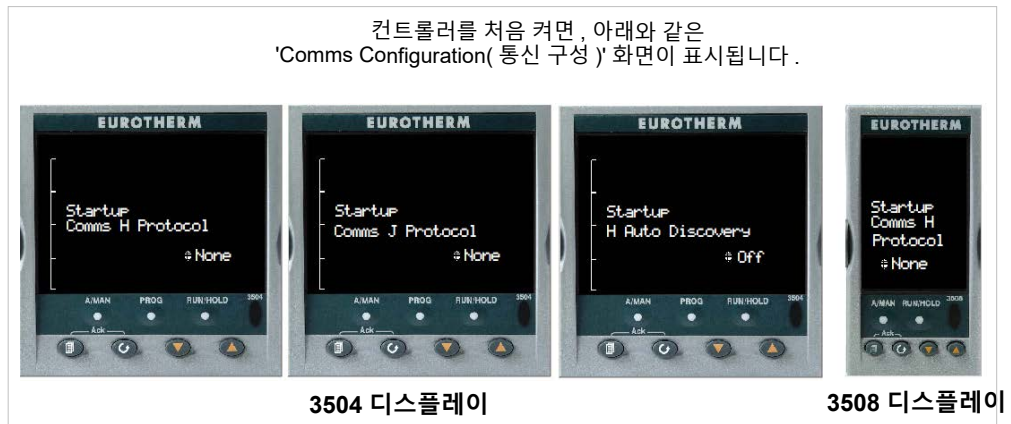 컨트롤러를 처음 켜면 , 아래와 같은
'Comms Configuration( 통신 구성 )' 화면이 표시됩니다 .
EUROTHERM
Startup
Comms H Protocol
None
A/MAN PROG RUN/HOLD 3504
Ack
EUROTHERM
Startup
Comms J Protocol
None
A/MAN PROG RUN/HOLD 3504
Ack
EUROTHERM
Startup
H Auto Discovery
Off
A/MAN PROG RUN/HOLD 3504
Ack
EUROTHERM
Startup
Comms H
Protocol
None
A/MAN RUN/HOLD 3508
Ack
3504 디스플레이
3508 디스플레이